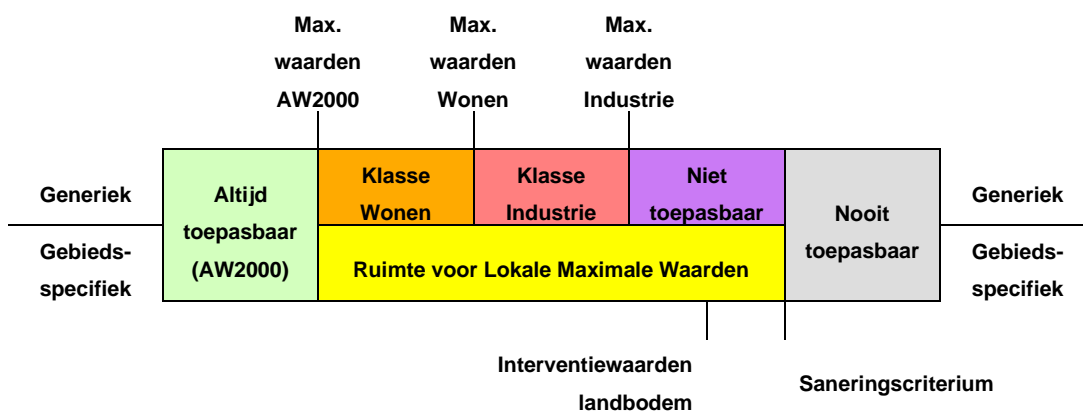 Max.
waarden
AW2000
Max.
waarden
Wonen
Max.
waarden
Industrie
Generiek
Gebieds-
specifiek
Altijd
toepasbaar
(AW2000)
Klasse
Wonen
Klasse
Industrie
Niet
toepasbaar
Ruimte voor Lokale Maximale Waarden
Nooit
toepasbaar
Generiek
Gebieds-
specifiek
Interventiewaarden
landbodem
Saneringscriterium